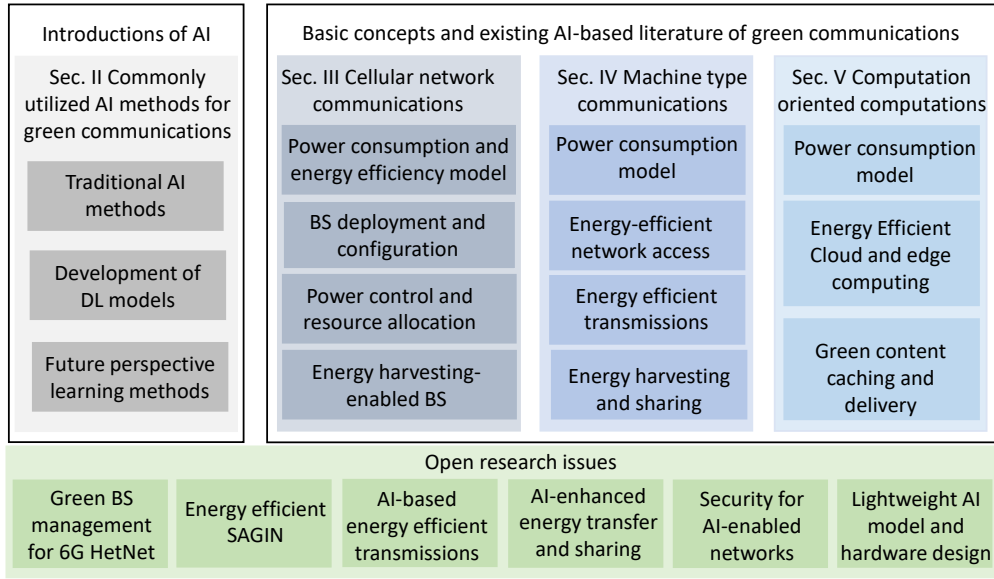 Introductions of AI
Sec. II Commonly
utilized AI methods for
green communications
Traditional AI
methods
Development of
DL models
Future perspective
learning methods
Basic concepts and existing AI-based literature of green communications
Sec. III Cellular network
communications
Power consumption and
energy efficiency model
BS deployment and
configuration
Power control and
resource allocation
Energy harvesting-
enabled BS
Sec. IV Machine type
communications
Power consumption
model
Energy-efficient
network access
Energy efficient
transmissions
Energy harvesting
and sharing
Sec. V Computation
oriented computations
Power consumption
model
Energy Efficient
Cloud and edge
computing
Green content
caching and
delivery
Open research issues
Green BS
management
for 6G HetNet
Energy efficient
SAGIN
AI-based
energy efficient
transmissions
AI-enhanced
energy transfer
and sharing
Security for
AI-enabled
networks
Lightweight AI
model and
hardware design